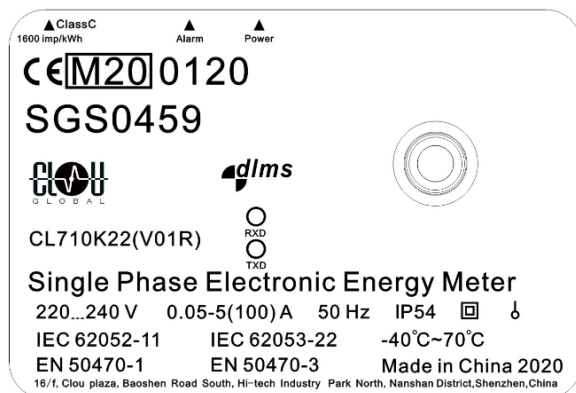 ClassC
1600 imp/kWh Alarm Power
CE M20 0120
SGS0459
CLOU
GLOBAL
dlms
RXD
CL710K22(V01R)
TXD
Single Phase Electronic Energy Meter
220...240 V 0.05-5(100) A 50 Hz IP54
IEC 62052-11 IEC 62053-22 -40℃~70℃
EN 50470-1 EN 50470-3 Made in China 2020
16/f, Clou plaza, Baoshen Road South, Hi-tech Industry Park North, Nanshan District,Shenzhen,China